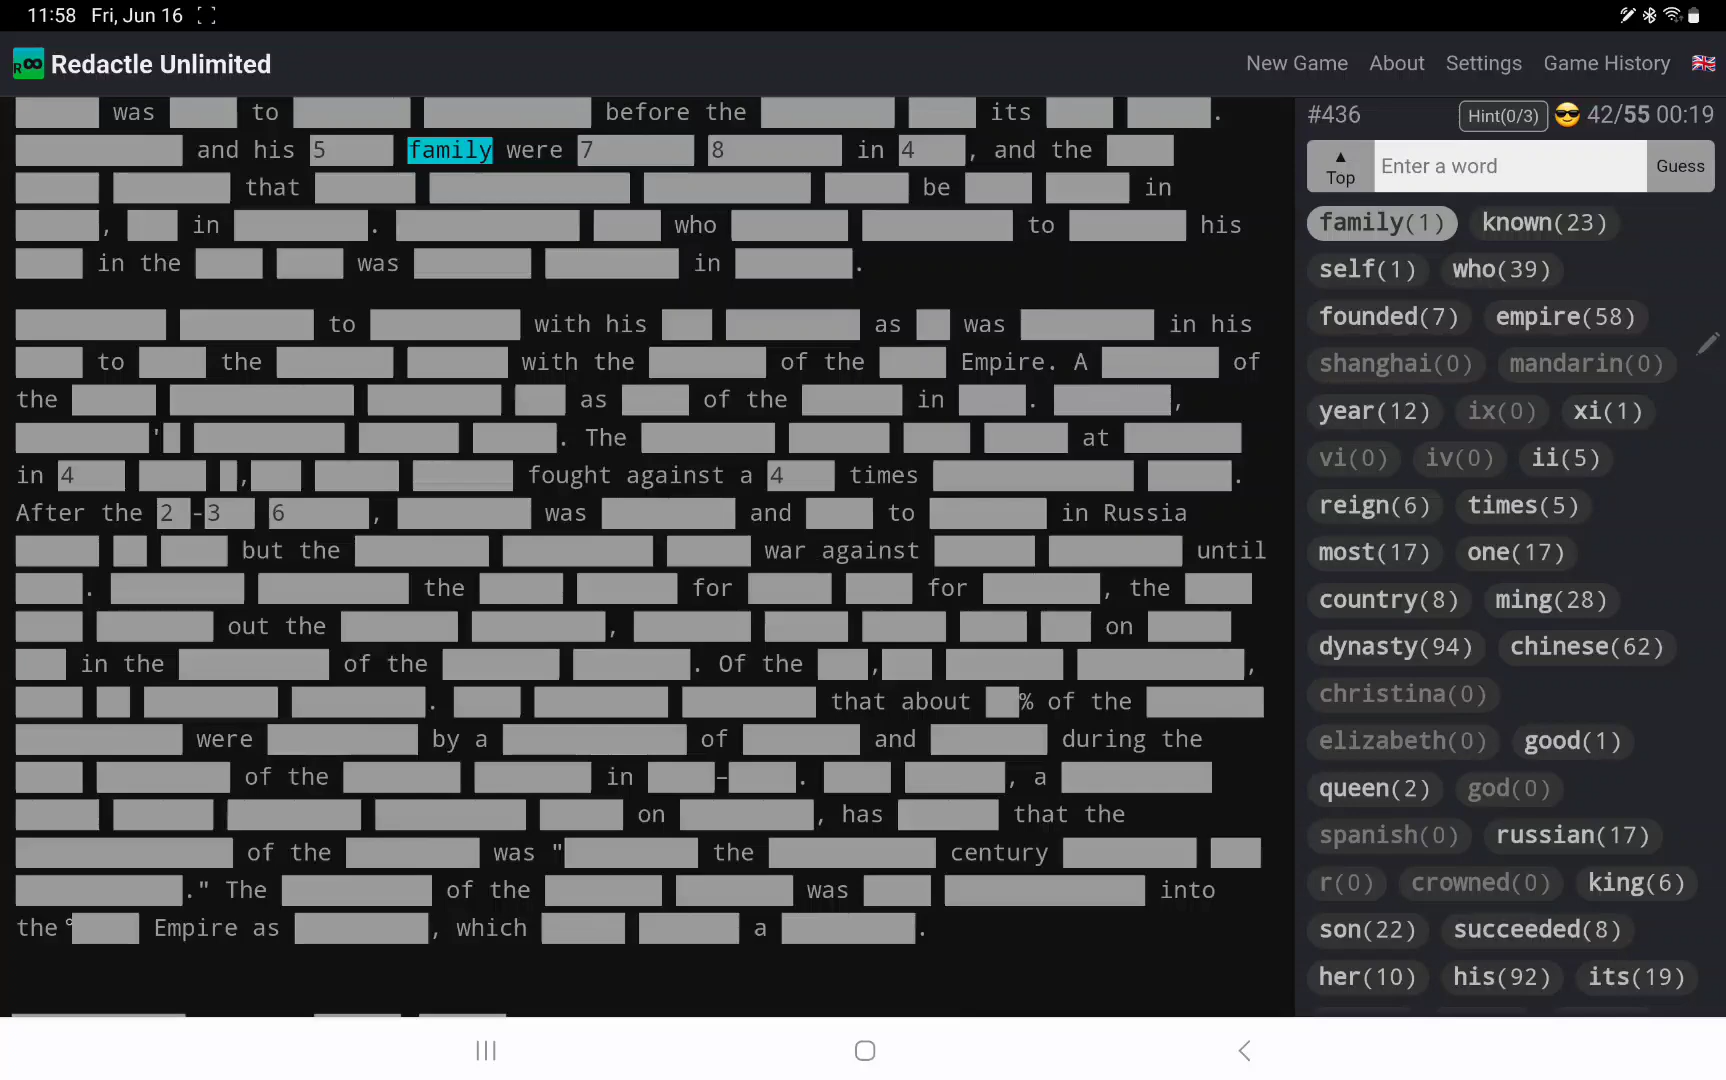 11:58 Fri, Jun 16
R∞ Redactle Unlimited
New Game About Settings Game History
was to before the its .
and his 5 family were 7 8 in 4 , and the
that be in
, in . who to his
in the was in .
to with his as was in his
to the with the of the Empire. A of
the as of the in . ,
' . The at
in 4 , fought against a 4 times .
After the 2 - 3 6 , was and to in Russia
but the war against until
. the for for , the
out the , on
in the of the . Of the , ,
. that about % of the
were by a of and during the
of the in – . , a
on , has that the
of the was " the century
." The of the was into
the Empire as , which a .
#436 Hint(0/3) 😎 42/55 00:19
▲ Top Enter a word Guess
family(1) known(23)
self(1) who(39)
founded(7) empire(58)
shanghai(0) mandarin(0)
year(12) ix(0) xi(1)
vi(0) iv(0) ii(5)
reign(6) times(5)
most(17) one(17)
country(8) ming(28)
dynasty(94) chinese(62)
christina(0)
elizabeth(0) good(1)
queen(2) god(0)
spanish(0) russian(17)
r(0) crowned(0) king(6)
son(22) succeeded(8)
her(10) his(92) its(19)